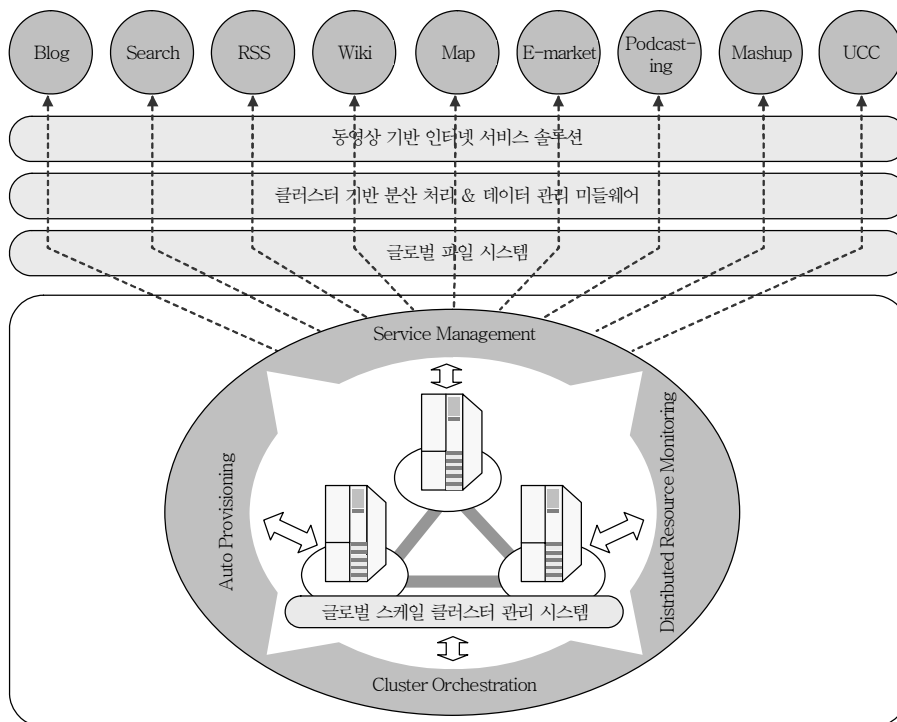 Blog
Search
RSS
Wiki
Map
E-market
Podcast-
ing
Mashup
UCC
동영상 기반 인터넷 서비스 솔루션
클러스터 기반 분산 처리 & 데이터 관리 미들웨어
글로벌 파일 시스템
Service Management
Auto Provisioning
Distributed Resource Monitoring
글로벌 스케일 클러스터 관리 시스템
Cluster Orchestration